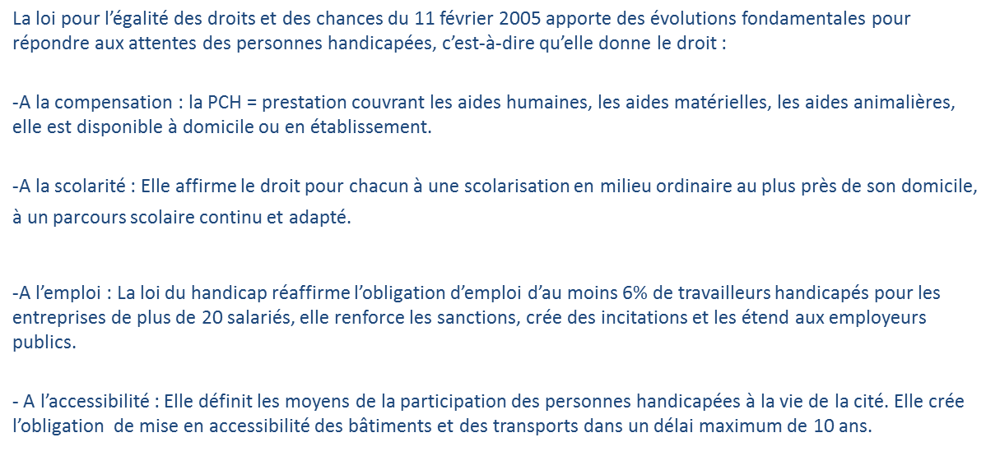 La loi pour l’égalité des droits et des chances du 11 février 2005 apporte des évolutions fondamentales pour
répondre aux attentes des personnes handicapées, c’est-à-dire qu’elle donne le droit :
-A la compensation : la PCH = prestation couvrant les aides humaines, les aides matérielles, les aides animalières,
elle est disponible à domicile ou en établissement.
-A la scolarité : Elle affirme le droit pour chacun à une scolarisation en milieu ordinaire au plus près de son domicile,
à un parcours scolaire continu et adapté.
-A l’emploi : La loi du handicap réaffirme l’obligation d’emploi d’au moins 6% de travailleurs handicapés pour les
entreprises de plus de 20 salariés, elle renforce les sanctions, crée des incitations et les étend aux employeurs
publics.
- A l’accessibilité : Elle définit les moyens de la participation des personnes handicapées à la vie de la cité. Elle crée
l’obligation  de mise en accessibilité des bâtiments et des transports dans un délai maximum de 10 ans.